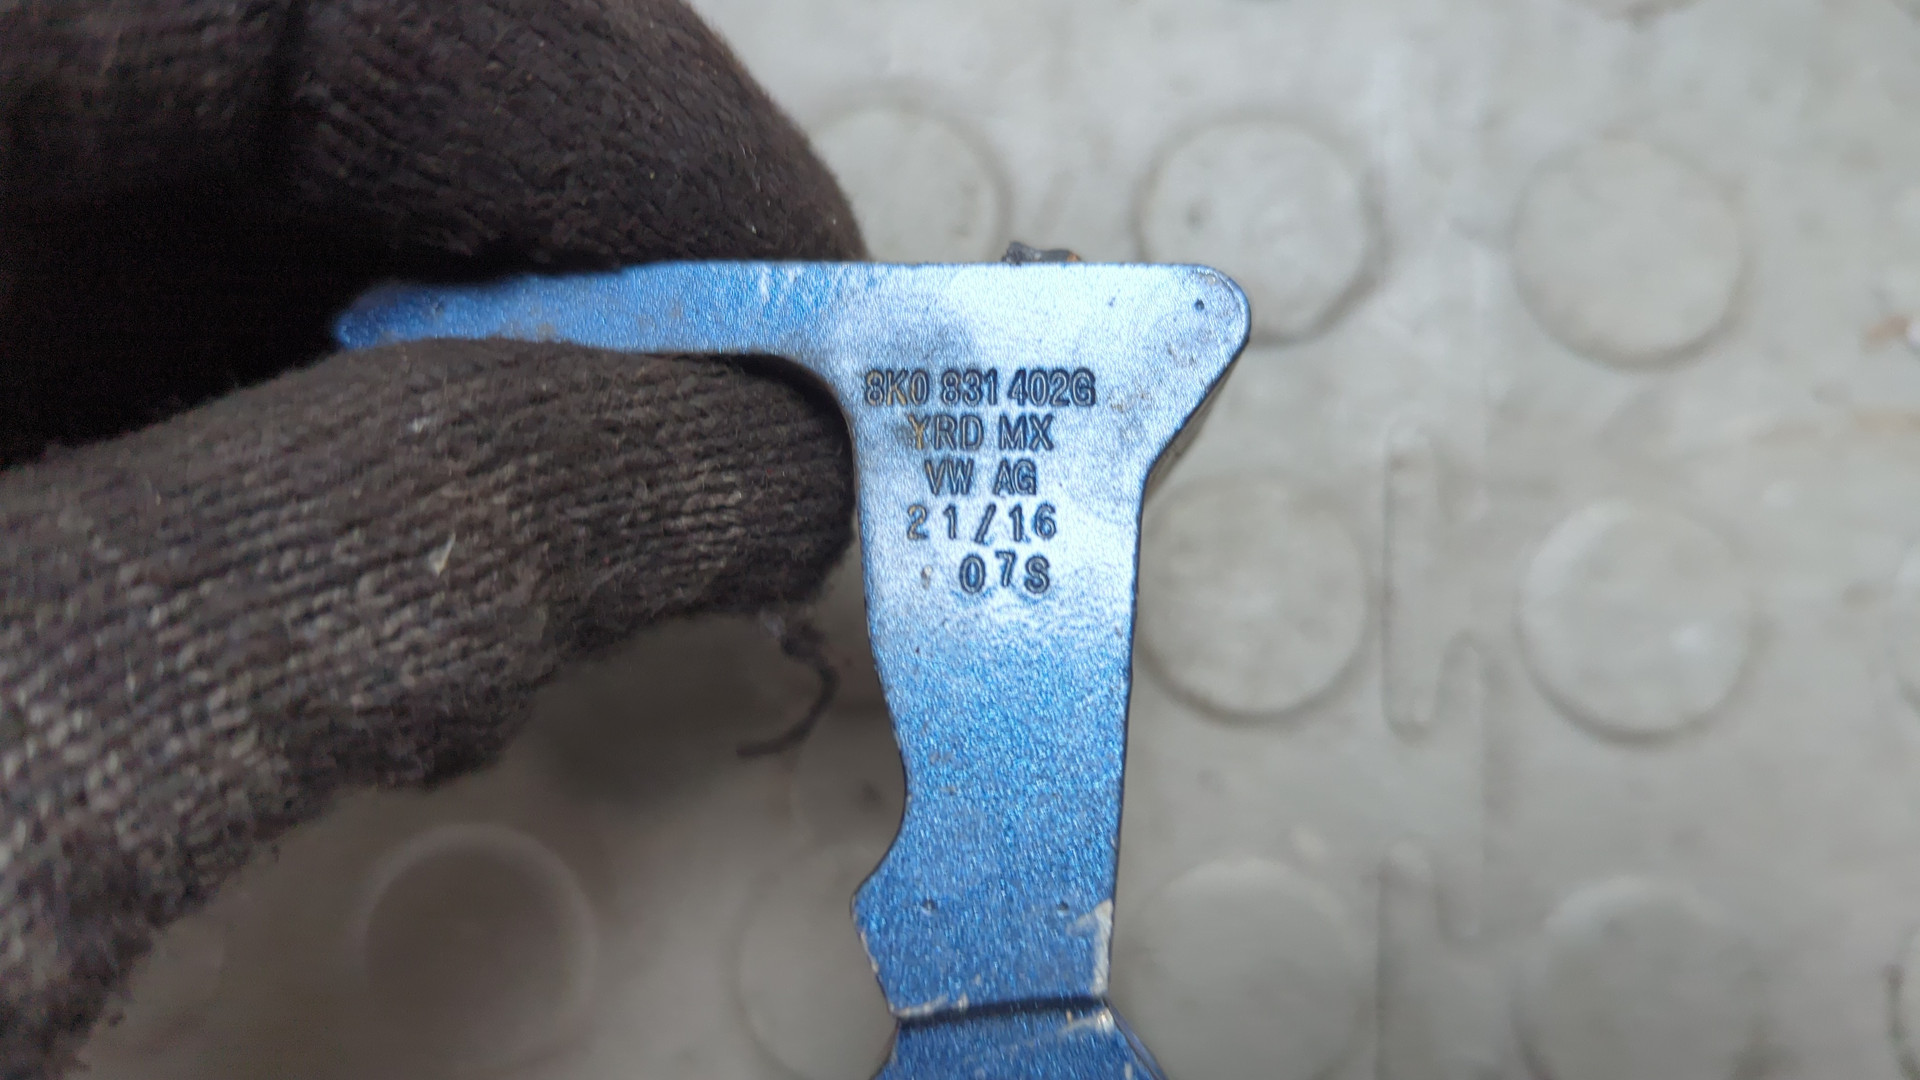 8K0 831 402G
YRD MX
VW AG
21/16
07S